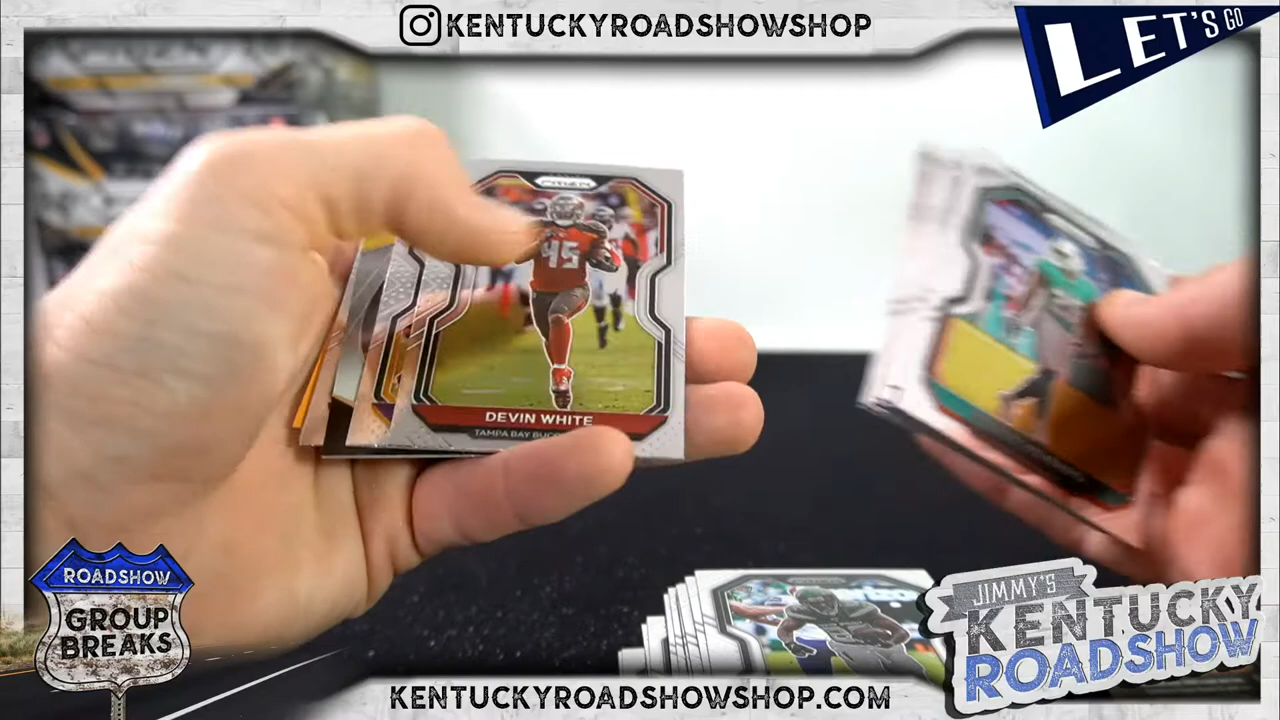 KENTUCKYROADSHOWSHOP
LET'S GO
PRIZM
45
DEVIN WHITE
TAMPA BAY BUCC
ROADSHOW
GROUP
BREAKS
JIMMY'S
KENTUCKY
ROADSHOW
KENTUCKYROADSHOWSHOP.COM